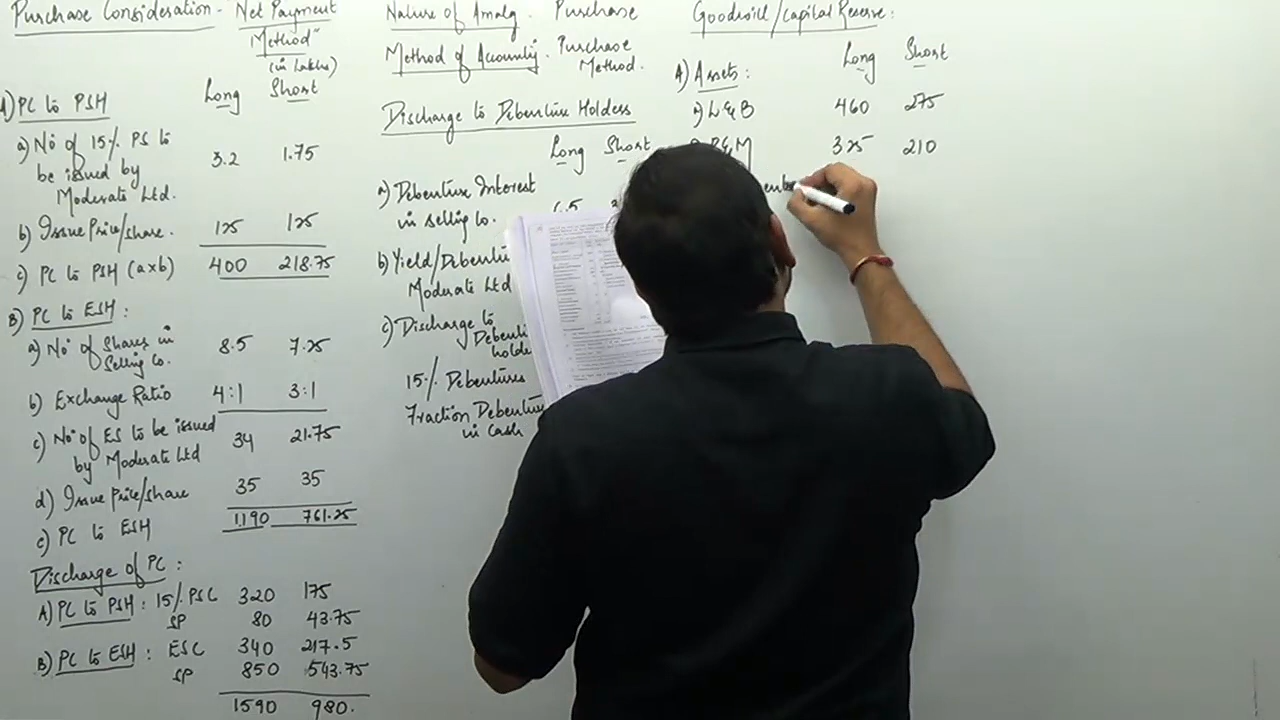 Purchase Consideration - "Net Payment
Method"
(in Lakhs)
Long Short
A) PC to PSH
a) No of 15% PS to
be issued by
Moderate Ltd. 3.2 1.75
b) Issue Price/share. 125 125
c) PC to PSH (axb) 400 218.75
B) PC to ESH :
a) No of Shares in
Selling Co. 8.5 7.25
b) Exchange Ratio 4:1 3:1
c) No of ES to be issued
by Moderate Ltd 34 21.75
d) Issue Price/share 35 35
e) PC to ESH 1190 761.25
Discharge of PC :
A) PC to PSH : 15% PSC 320 175
SP 80 43.75
B) PC to ESH : ESC 340 217.5
SP 850 543.75
1590 980.
Nature of Amalg. Purchase
Method of Accounting. Purchase
Method.
Discharge to Debenture Holders
Long Short
a) Debenture Interest
in selling Co.
b) Yield/Debenture
Moderate Ltd
c) Discharge to
Debenture
holders
15% Debentures
Fraction Debenture
in Cash
Goodwill/Capital Reserve :
Long Short
A) Assets :
a) L&B 460 275
P&M 325 210